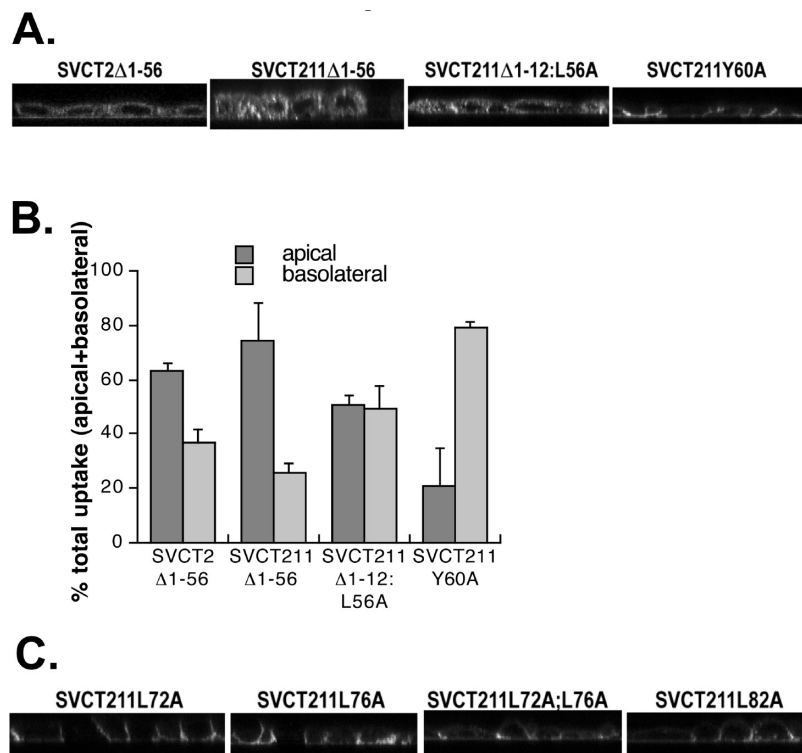 A.
SVCT2Δ1-56 SVCT211Δ1-56 SVCT211Δ1-12:L56A SVCT211Y60A
B.
apical
basolateral
% total uptake (apical+basolateral)
100
80
60
40
20
0
SVCT2 SVCT211 SVCT211 SVCT211
Δ1-56 Δ1-56 Δ1-12: Y60A
L56A
C.
SVCT211L72A SVCT211L76A SVCT211L72A;L76A SVCT211L82A